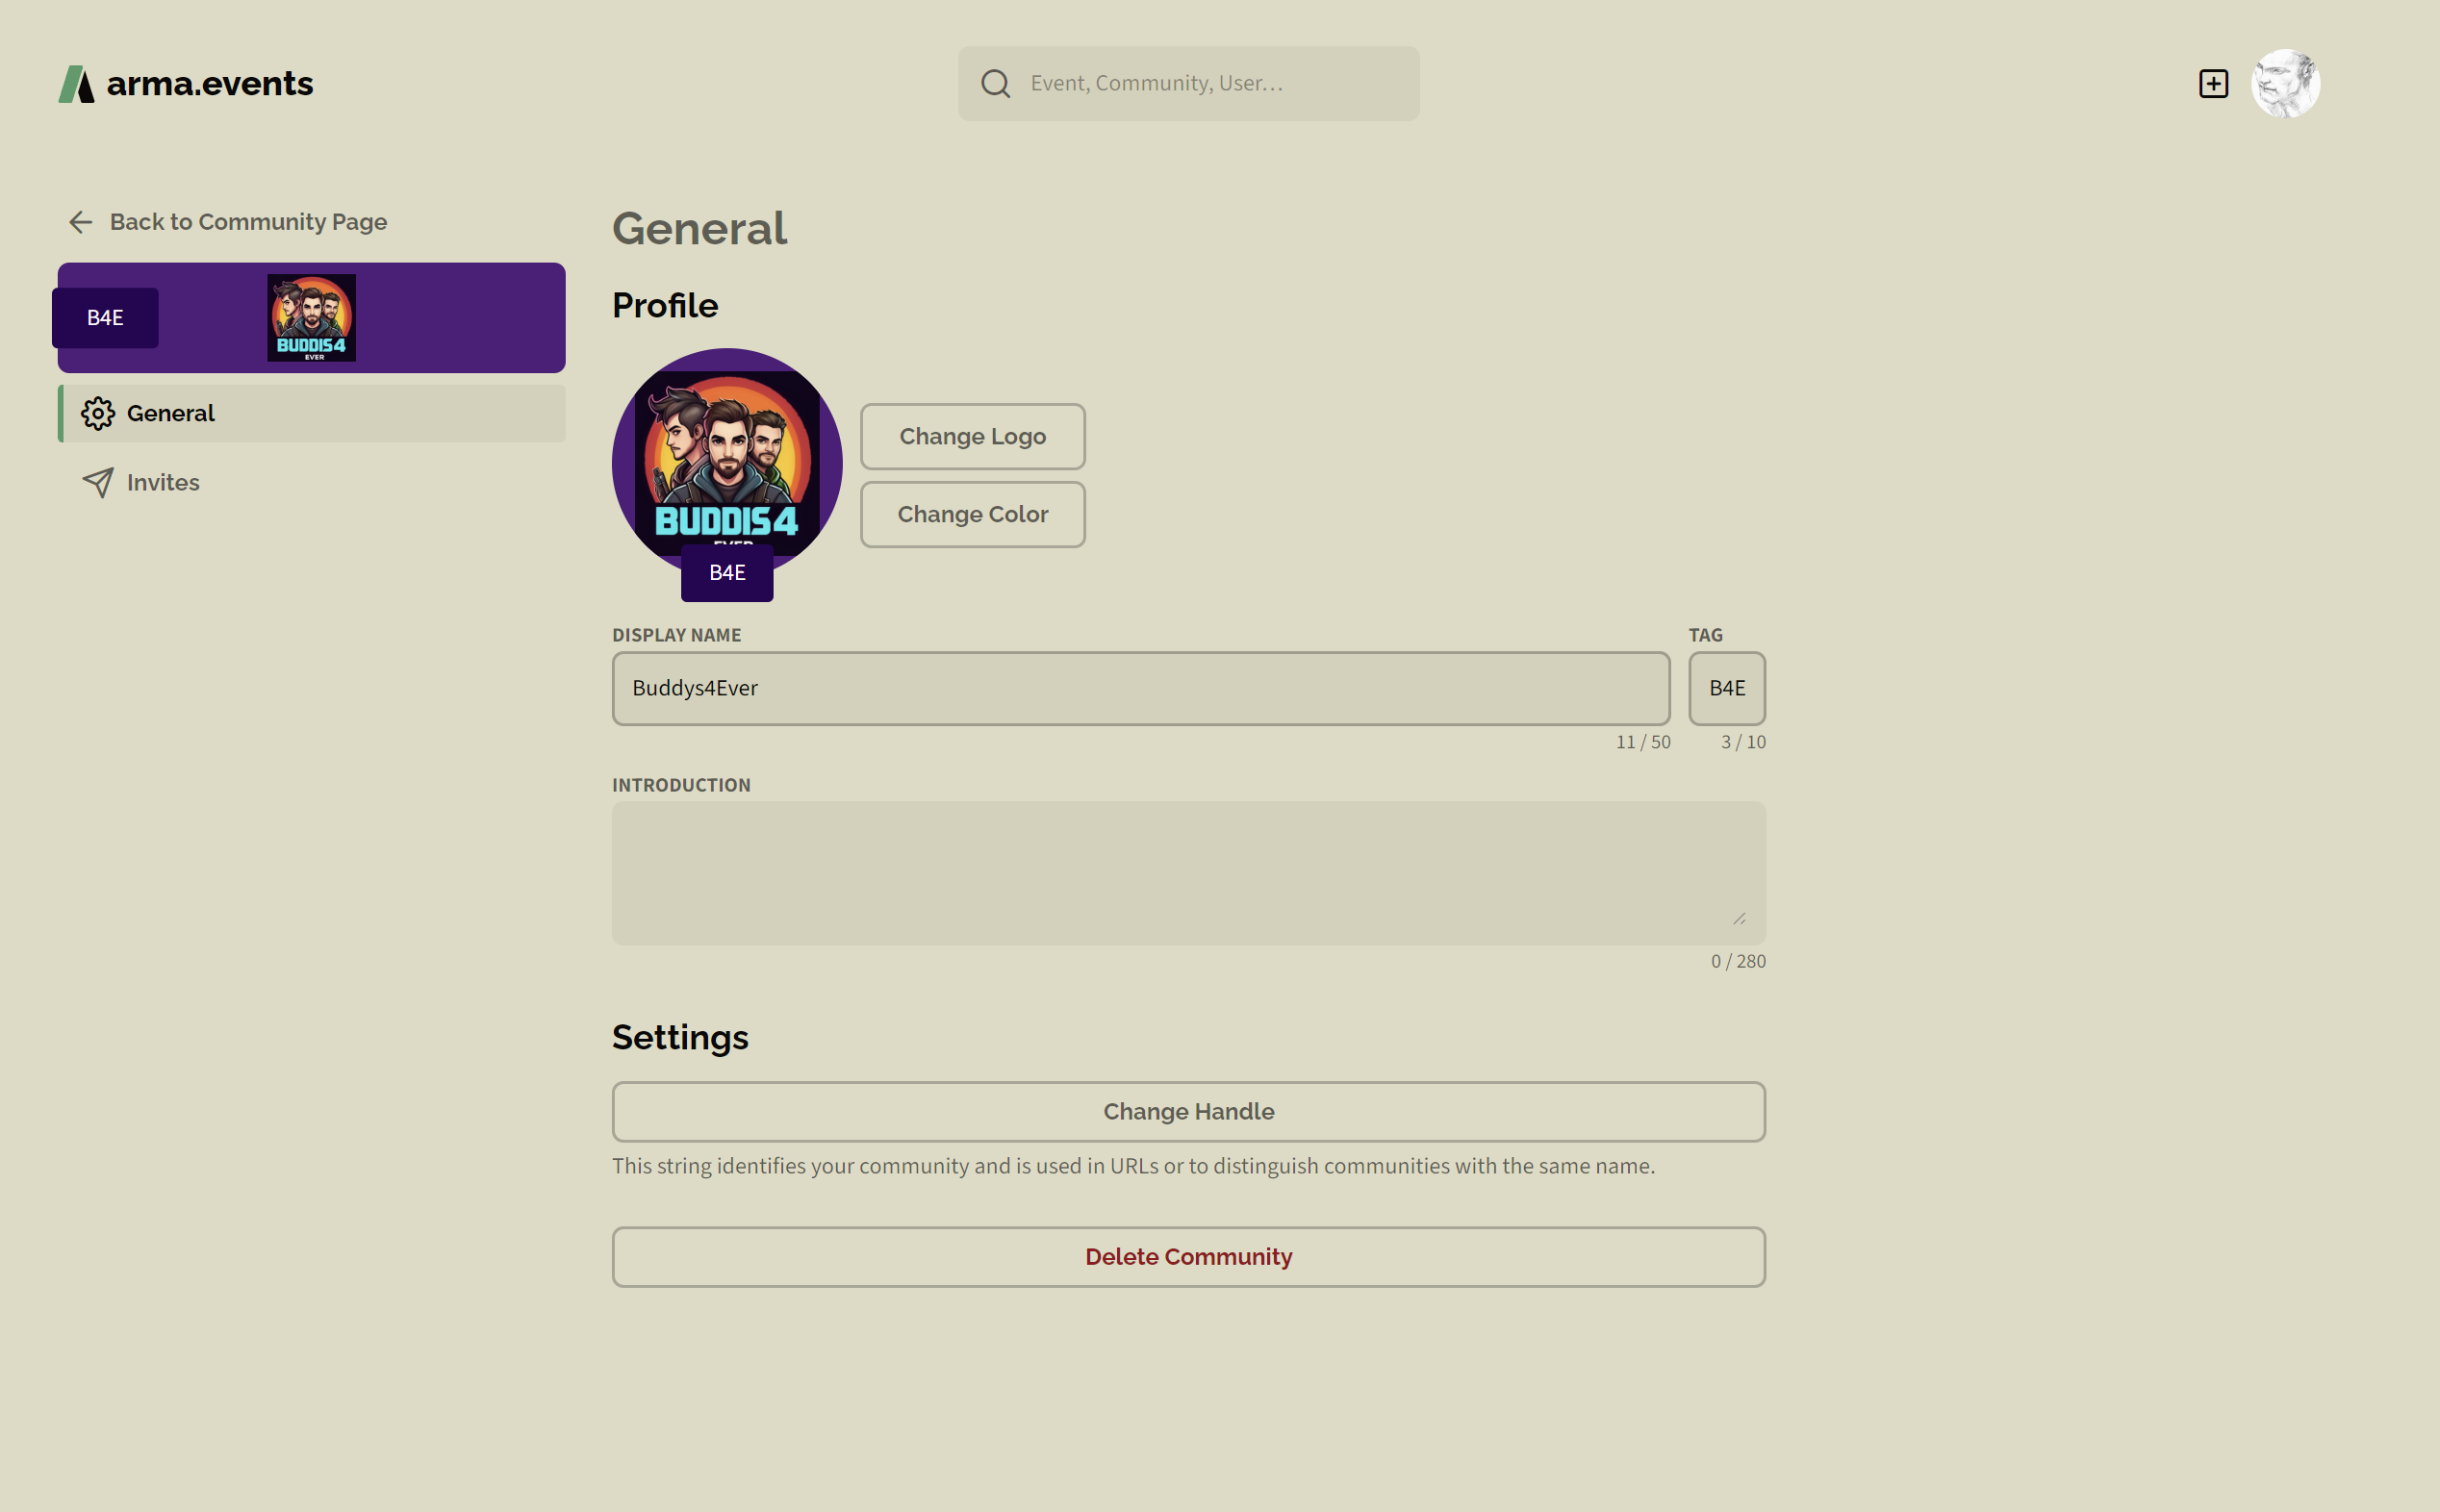 arma.events
Event, Community, User...
Back to Community Page
B4E
BUDDIS4
EVER
General
Invites
General
Profile
BUDDIS4
EVER
B4E
Change Logo
Change Color
DISPLAY NAME
TAG
Buddys4Ever
B4E
11 / 50
3 / 10
INTRODUCTION
0 / 280
Settings
Change Handle
This string identifies your community and is used in URLs or to distinguish communities with the same name.
Delete Community